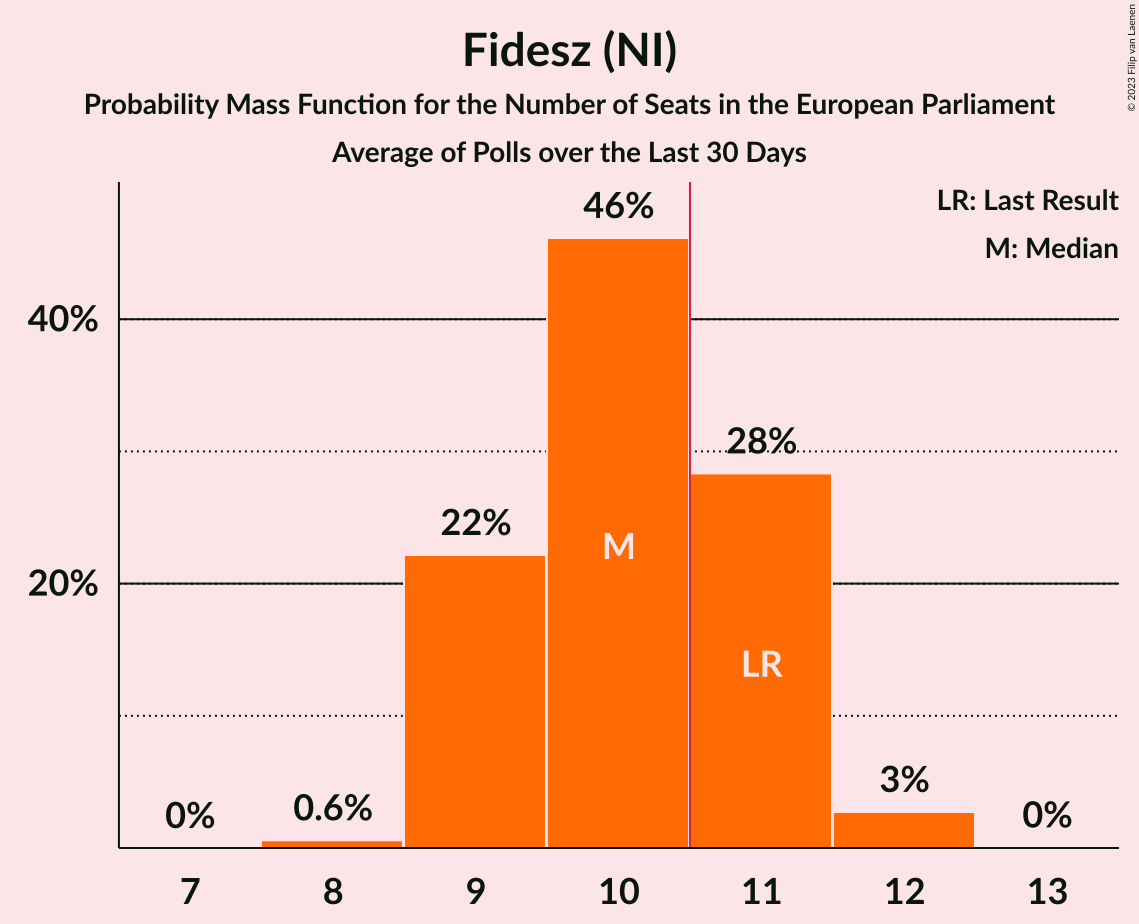 Fidesz (NI)
Probability Mass Function for the Number of Seats in the European Parliament
Average of Polls over the Last 30 Days
© 2023 Filip van Laenen
LR: Last Result
M: Median
46%
40%
28%
22%
M
20%
LR
3%
0.6%
0%
0%
7 8 9 10 11 12 13